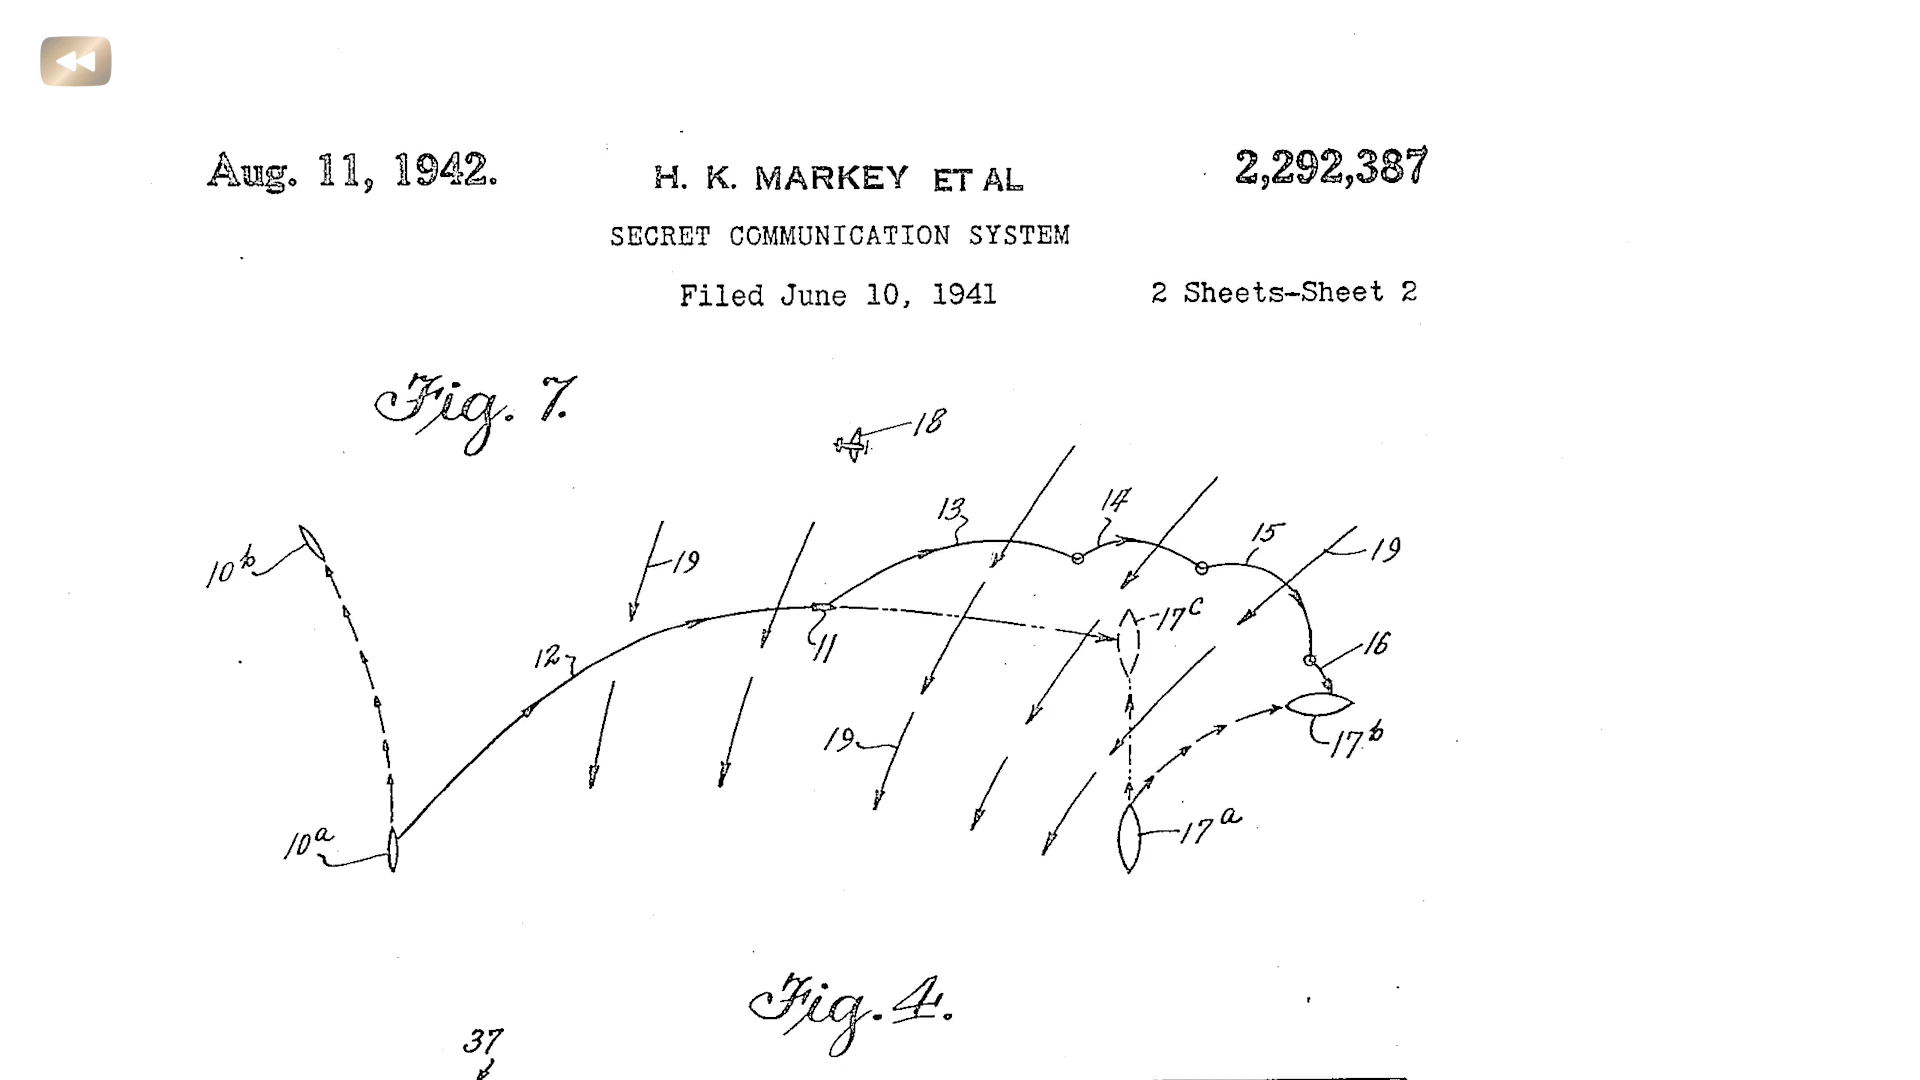 Aug. 11, 1942. H. K. MARKEY ET AL 2,292,387
SECRET COMMUNICATION SYSTEM
Filed June 10, 1941 2 Sheets-Sheet 2
Fig. 7.
18
13 14 15
10b 19 19
17c
12 11 16
19 17b
10a 17a
Fig. 4.
37